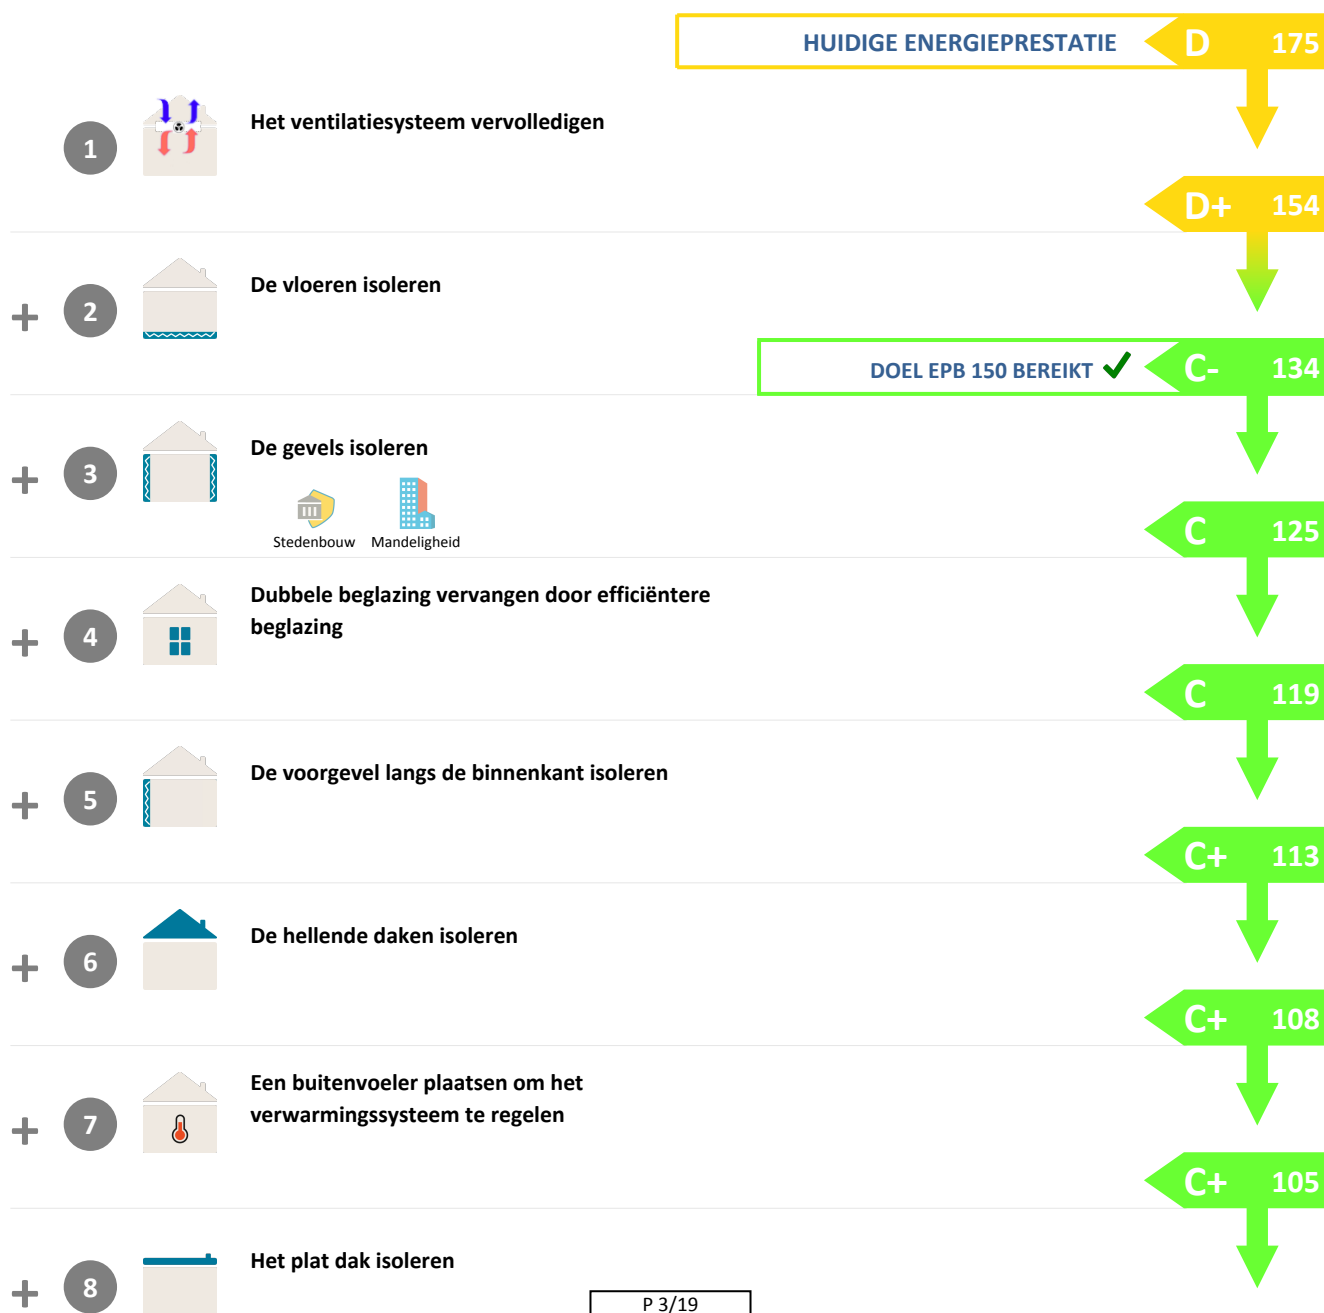 HUIDIGE ENERGIEPRESTATIE D 175
1 Het ventilatiesysteem vervolledigen
D+ 154
+ 2 De vloeren isoleren
DOEL EPB 150 BEREIKT ✓ C- 134
+ 3 De gevels isoleren
Stedenbouw Mandeligheid
C 125
+ 4 Dubbele beglazing vervangen door efficiëntere
beglazing
C 119
+ 5 De voorgevel langs de binnenkant isoleren
C+ 113
+ 6 De hellende daken isoleren
C+ 108
+ 7 Een buitenvoeler plaatsen om het
verwarmingssysteem te regelen
C+ 105
+ 8 Het plat dak isoleren
P 3/19